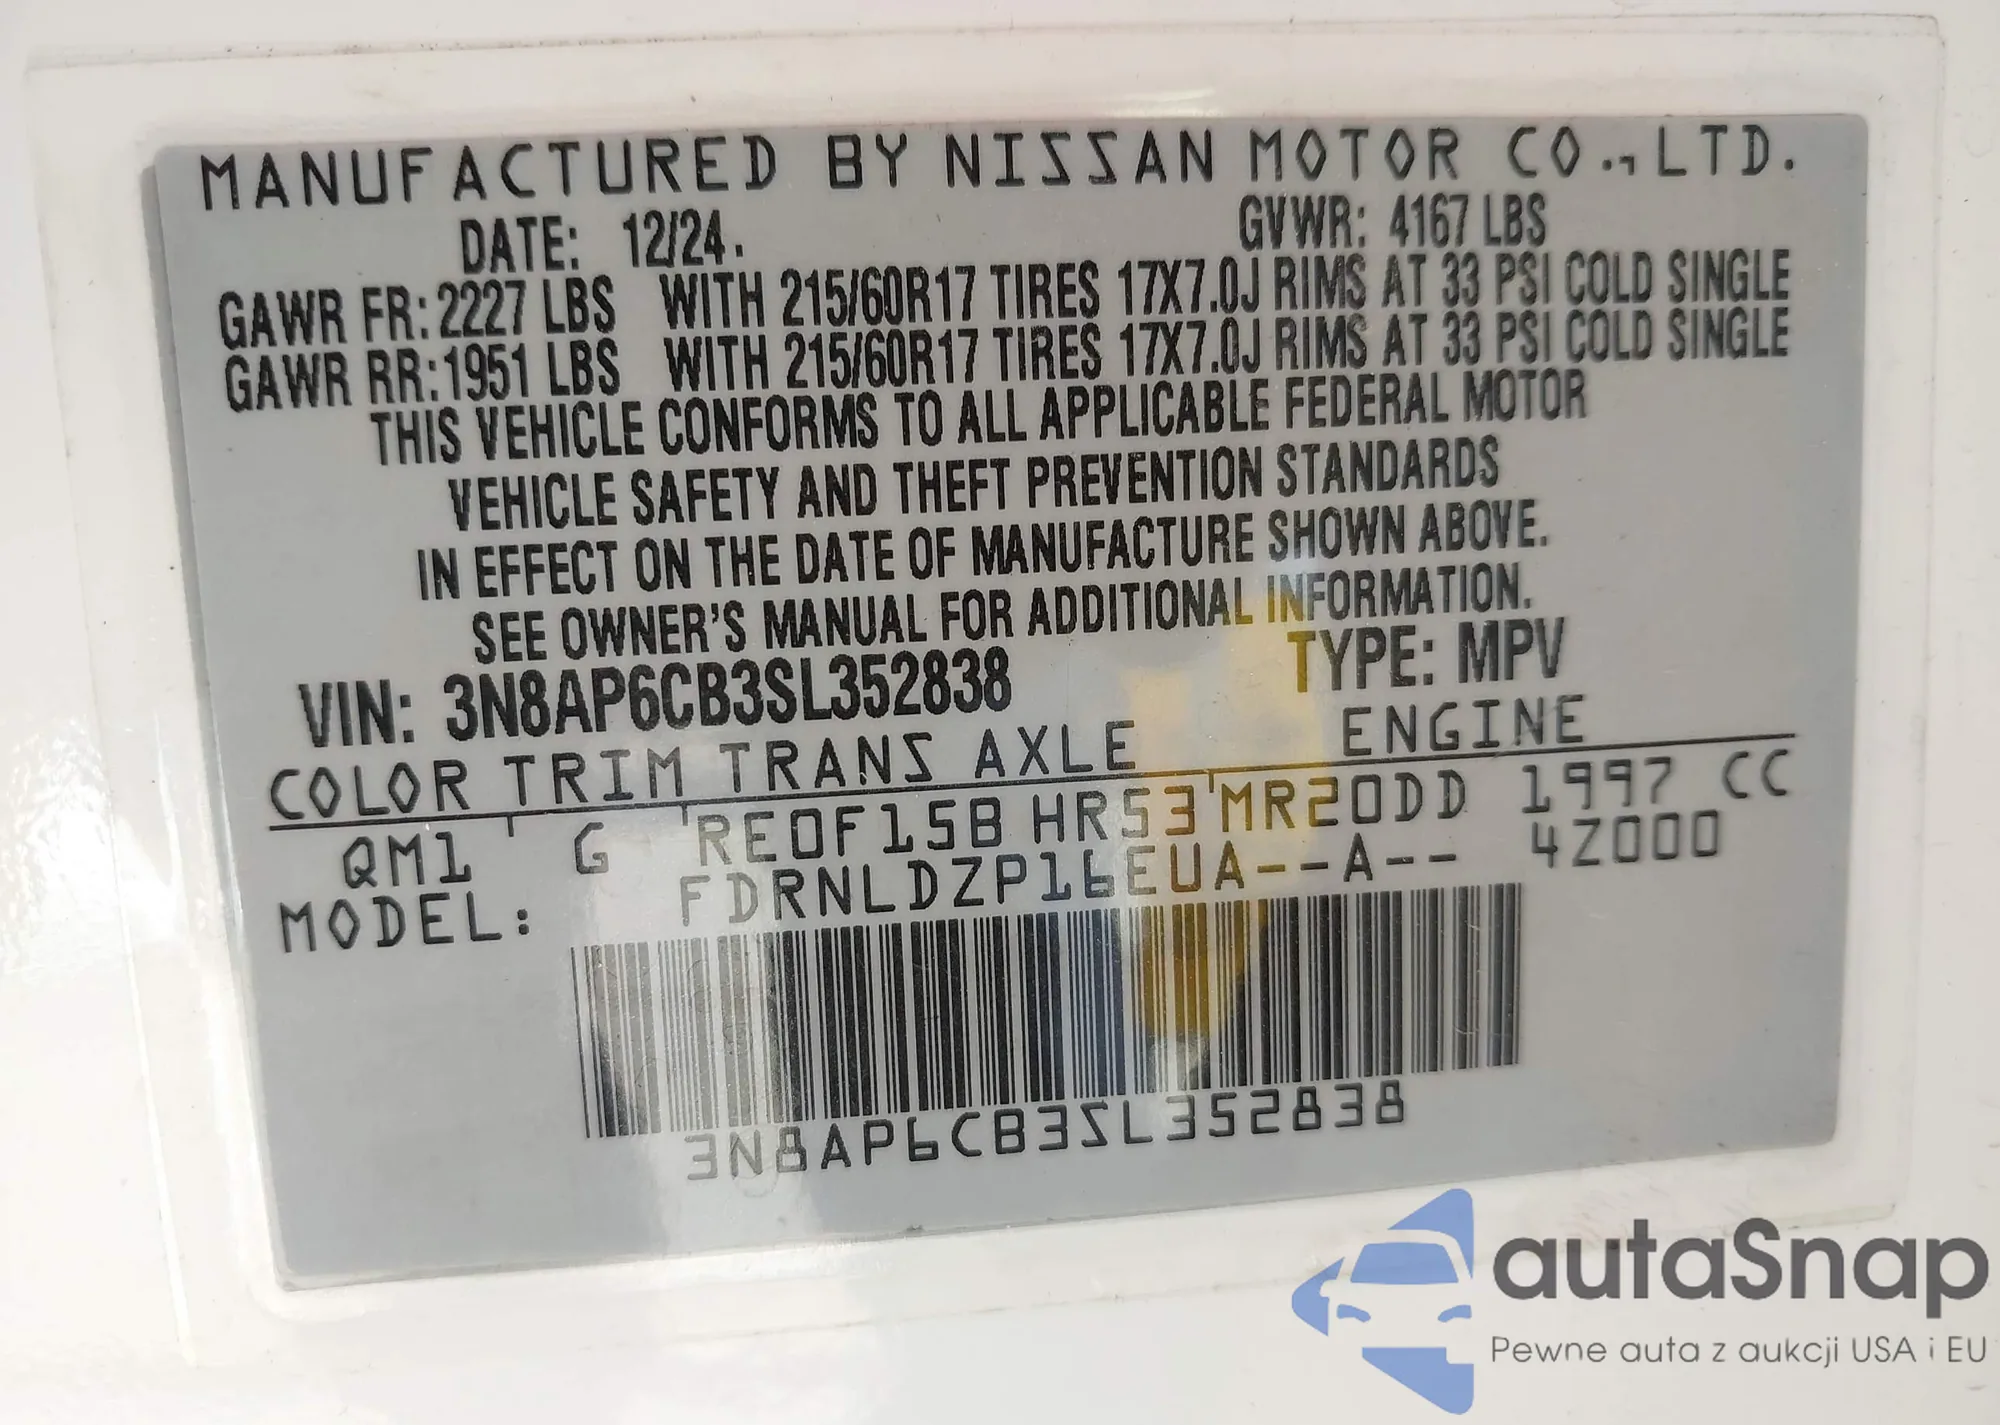 MANUFACTURED BY NISSAN MOTOR CO., LTD.
DATE: 12/24. GVWR: 4167 LBS
GAWR FR: 2227 LBS WITH 215/60R17 TIRES 17X7.0J RIMS AT 33 PSI COLD SINGLE
GAWR RR: 1951 LBS WITH 215/60R17 TIRES 17X7.0J RIMS AT 33 PSI COLD SINGLE
THIS VEHICLE CONFORMS TO ALL APPLICABLE FEDERAL MOTOR
VEHICLE SAFETY AND THEFT PREVENTION STANDARDS
IN EFFECT ON THE DATE OF MANUFACTURE SHOWN ABOVE.
SEE OWNER'S MANUAL FOR ADDITIONAL INFORMATION.
VIN: 3N8AP6CB3SL352838 TYPE: MPV
COLOR TRIM TRANS AXLE ENGINE
QM1 G RE0F15B HR53 MR20DD 1997 CC
MODEL: FDRNLDZP16EUA--A-- 4Z000
3N8AP6CB3SL352838
autaSnap
Pewne auta z aukcji USA i EU